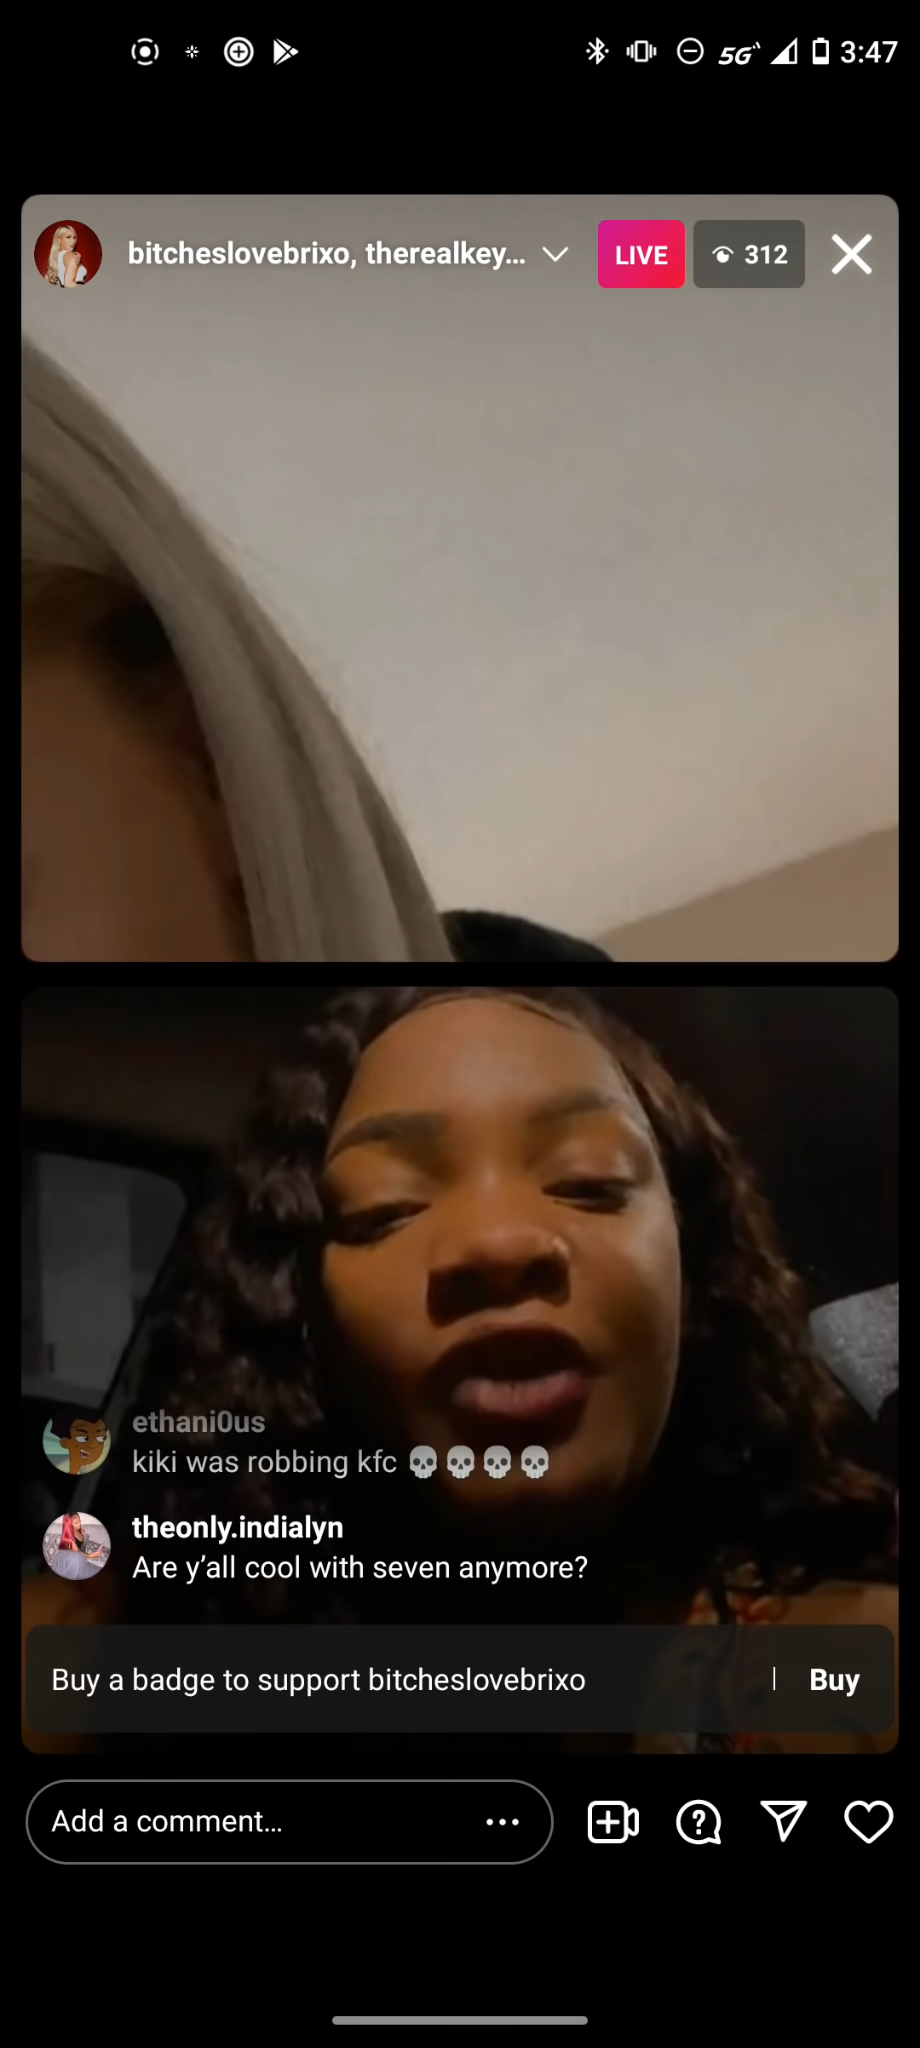 5G 3:47
bitcheslovebrixo, therealkey... LIVE 312
ethani0us
kiki was robbing kfc 💀💀💀💀
theonly.indialyn
Are y’all cool with seven anymore?
Buy a badge to support bitcheslovebrixo | Buy
Add a comment...